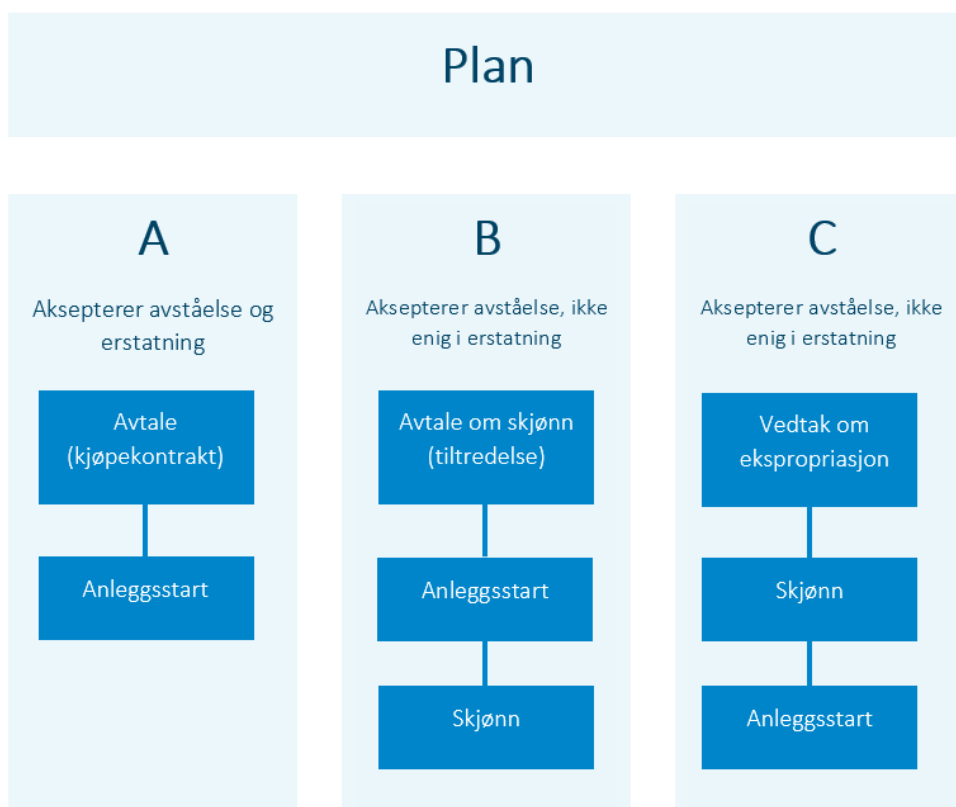 Plan
A
Aksepterer avståelse og
erstatning
Avtale
(kjøpekontrakt)
Anleggsstart
B
Aksepterer avståelse, ikke
enig i erstatning
Avtale om skjønn
(tiltredelse)
Anleggsstart
Skjønn
C
Aksepterer avståelse, ikke
enig i erstatning
Vedtak om
ekspropriasjon
Skjønn
Anleggsstart